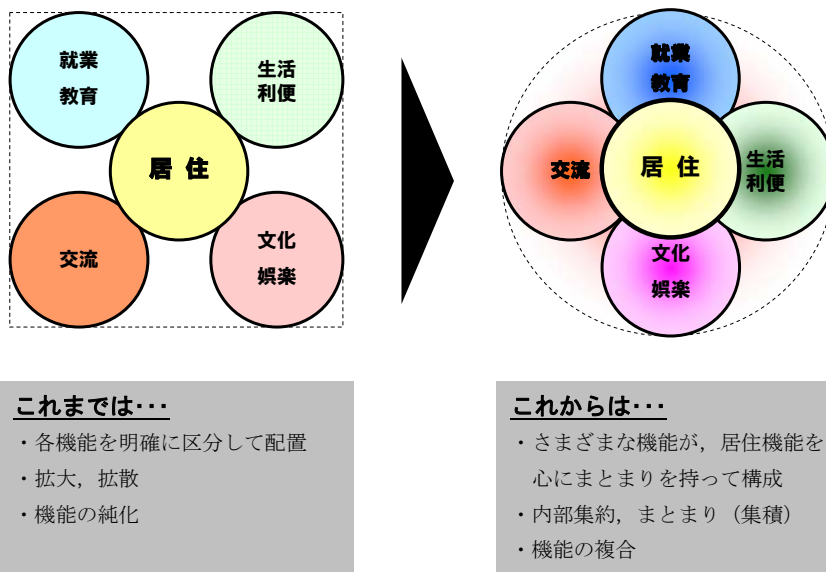 就業
教育
生活
利便
居 住
交流
文化
娯楽
就業
教育
交流
居 住
生活
利便
文化
娯楽
これまでは･･･
・各機能を明確に区分して配置
・拡大，拡散
・機能の純化
これからは･･･
・さまざまな機能が，居住機能を
心にまとまりを持って構成
・内部集約，まとまり（集積）
・機能の複合